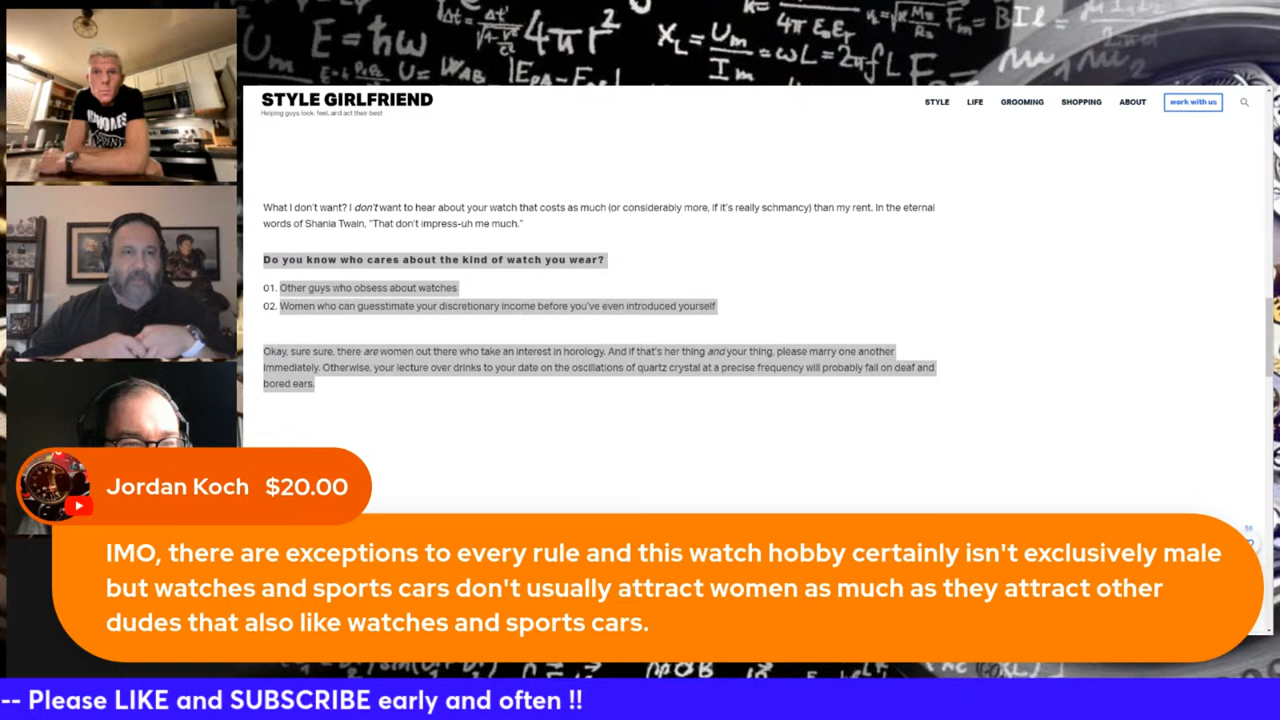 STYLE GIRLFRIEND
Helping guys look, feel, and act their best
STYLE LIFE GROOMING SHOPPING ABOUT work with us
What I don't want? I don't want to hear about your watch that costs as much (or considerably more, if it's really schmancy) than my rent. In the eternal
words of Shania Twain, "That don't impress-uh me much."
Do you know who cares about the kind of watch you wear?
01. Other guys who obsess about watches
02. Women who can guesstimate your discretionary income before you've even introduced yourself
Okay, sure sure, there are women out there who take an interest in horology. And if that's her thing and your thing, please marry one another
immediately. Otherwise, your lecture over drinks to your date on the oscillations of quartz crystal at a precise frequency will probably fall on deaf and
bored ears.
Jordan Koch $20.00
IMO, there are exceptions to every rule and this watch hobby certainly isn't exclusively male
but watches and sports cars don't usually attract women as much as they attract other
dudes that also like watches and sports cars.
-- Please LIKE and SUBSCRIBE early and often !!